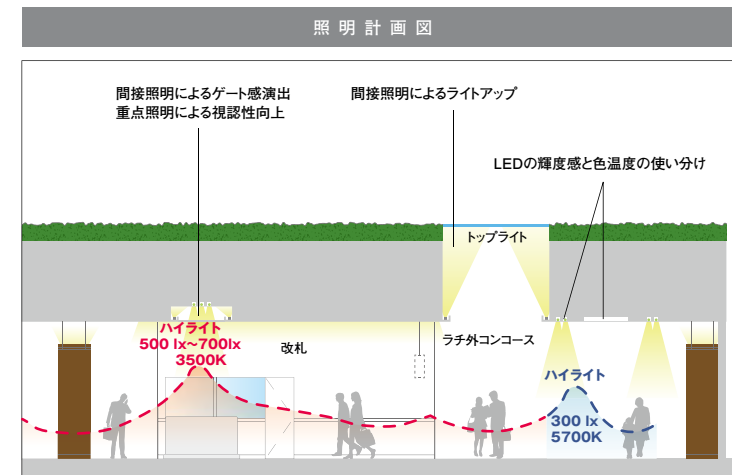 照明計画図
間接照明によるゲート感演出
重点照明による視認性向上
間接照明によるライトアップ
LEDの輝度感と色温度の使い分け
トップライト
ハイライト
500 lx~700lx
3500K
改札
ラチ外コンコース
ハイライト
300 lx
5700K